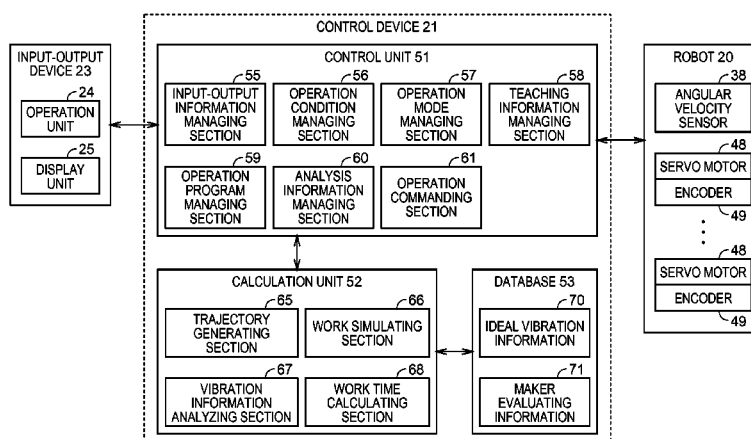 CONTROL DEVICE 21
INPUT-OUTPUT
DEVICE 23
24
OPERATION
UNIT
25
DISPLAY
UNIT
CONTROL UNIT 51
55
INPUT-OUTPUT
INFORMATION
MANAGING
SECTION
56
OPERATION
CONDITION
MANAGING
SECTION
57
OPERATION
MODE
MANAGING
SECTION
58
TEACHING
INFORMATION
MANAGING
SECTION
59
OPERATION
PROGRAM
MANAGING
SECTION
60
ANALYSIS
INFORMATION
MANAGING
SECTION
61
OPERATION
COMMANDING
SECTION
ROBOT 20
38
ANGULAR
VELOCITY
SENSOR
48
SERVO MOTOR
ENCODER
49
48
SERVO MOTOR
ENCODER
49
CALCULATION UNIT 52
65
TRAJECTORY
GENERATING
SECTION
66
WORK SIMULATING
SECTION
67
VIBRATION
INFORMATION
ANALYZING SECTION
68
WORK TIME
CALCULATING
SECTION
DATABASE 53
70
IDEAL VIBRATION
INFORMATION
71
MAKER
EVALUATING
INFORMATION